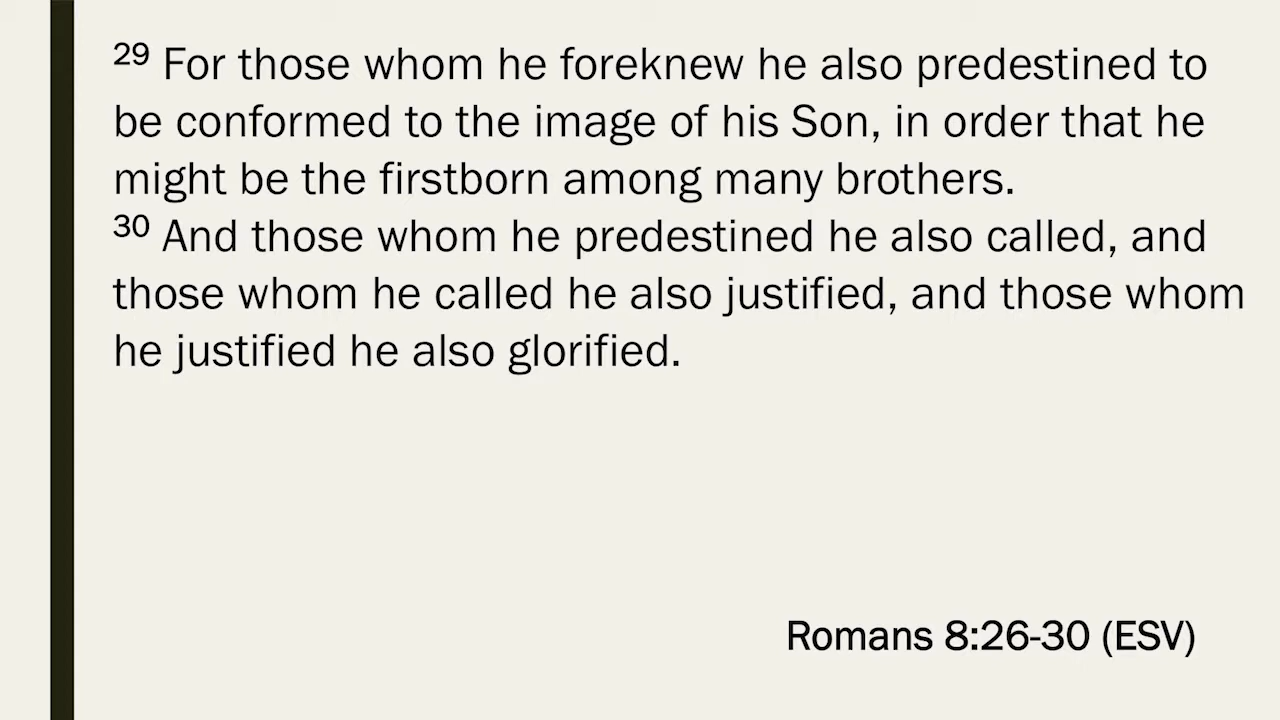 29 For those whom he foreknew he also predestined to
be conformed to the image of his Son, in order that he
might be the firstborn among many brothers.
30 And those whom he predestined he also called, and
those whom he called he also justified, and those whom
he justified he also glorified.
Romans 8:26-30 (ESV)